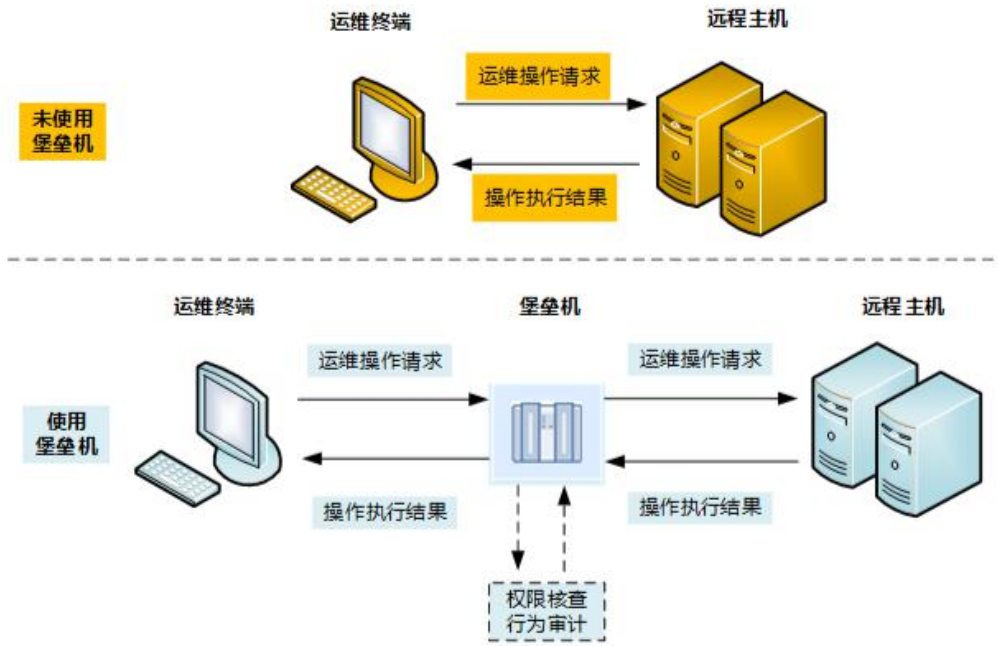 运维终端
远程主机
运维操作请求
未使用
堡垒机
操作执行结果
运维终端
堡垒机
远程主机
运维操作请求
运维操作请求
使用
堡垒机
操作执行结果
操作执行结果
权限核查
行为审计